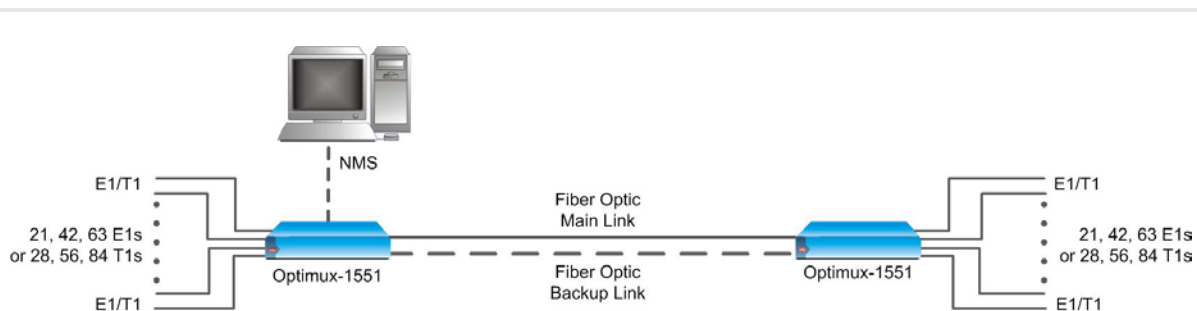 NMS
E1/T1
21, 42, 63 E1s
or 28, 56, 84 T1s
E1/T1
Optimux-1551
Fiber Optic
Main Link
Fiber Optic
Backup Link
Optimux-1551
E1/T1
21, 42, 63 E1s
or 28, 56, 84 T1s
E1/T1